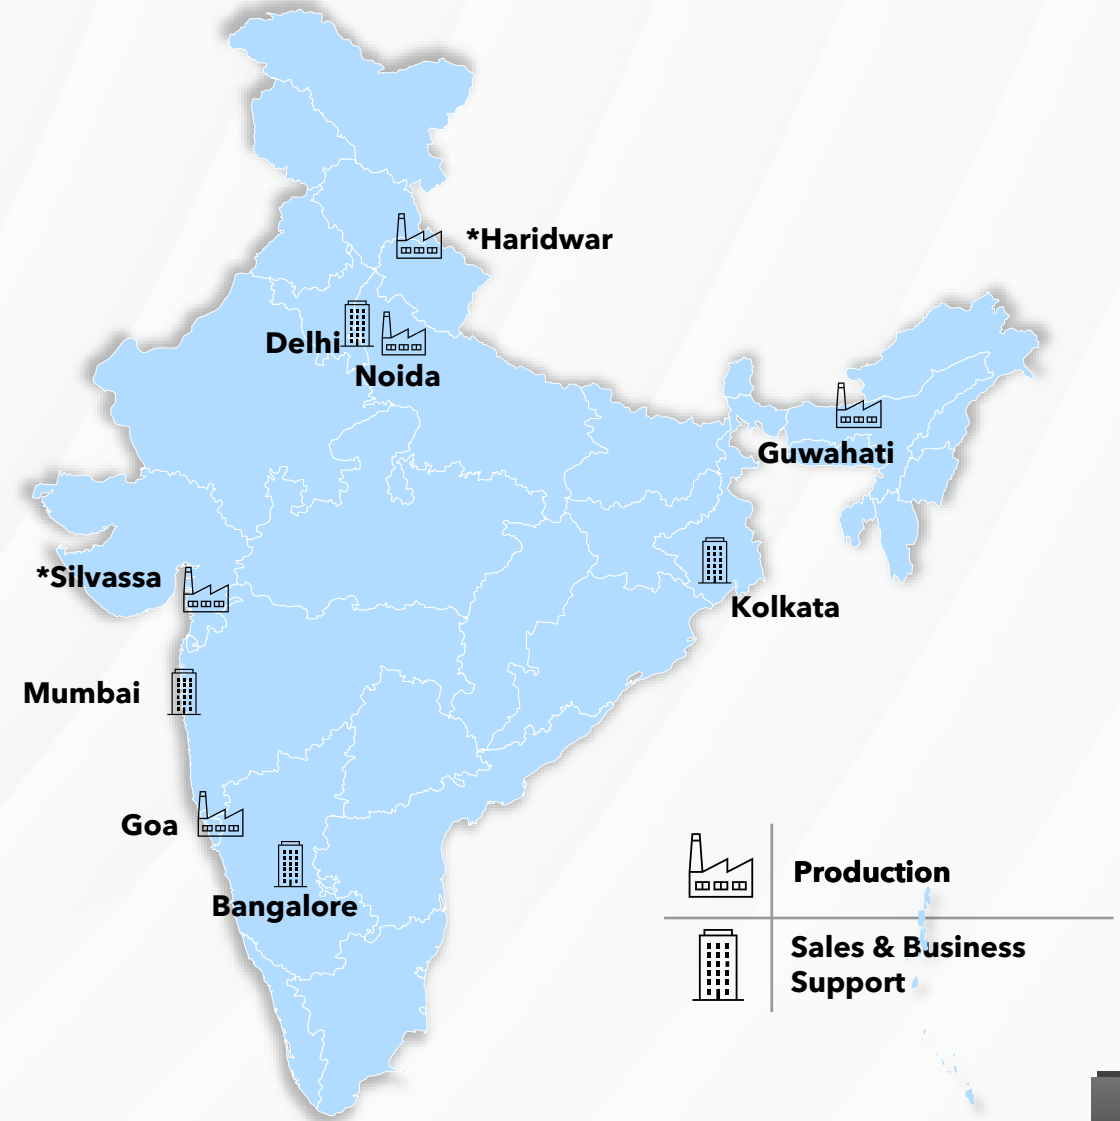 *Haridwar
Delhi
Noida
Guwahati
*Silvassa
Kolkata
Mumbai
Goa
Bangalore
Production
Sales & Business
Support